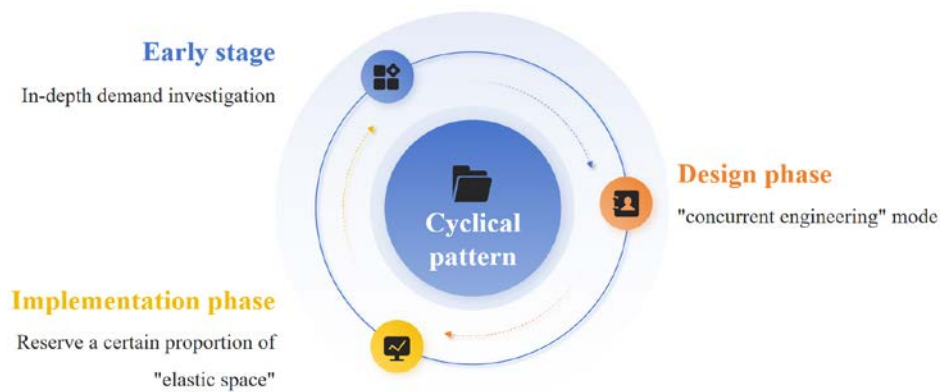 Early stage
In-depth demand investigation
Design phase
"concurrent engineering" mode
Cyclical
pattern
Implementation phase
Reserve a certain proportion of
"elastic space"